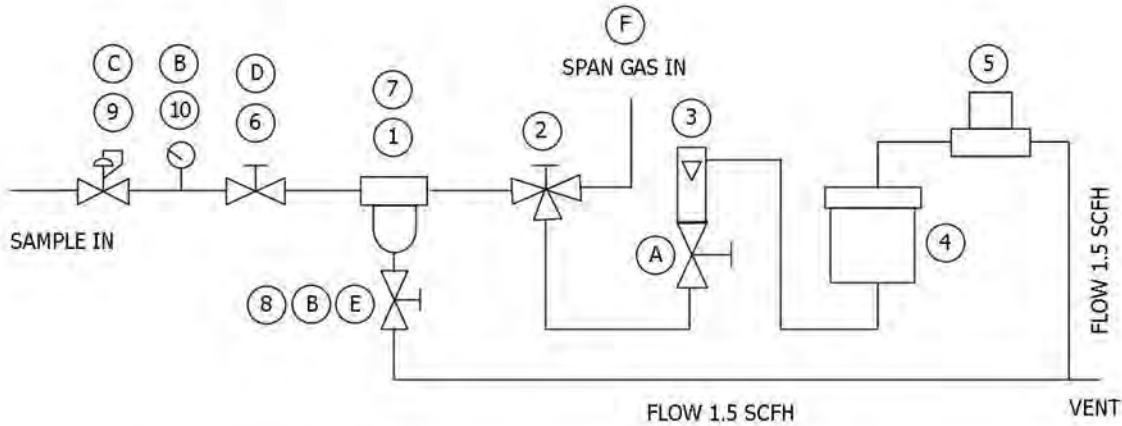 F
C
B
D
SPAN GAS IN
5
7
9
10
6
1
2
3
SAMPLE IN
A
4
8 B E
FLOW 1.5 SCFH
FLOW 1.5 SCFH
VENT